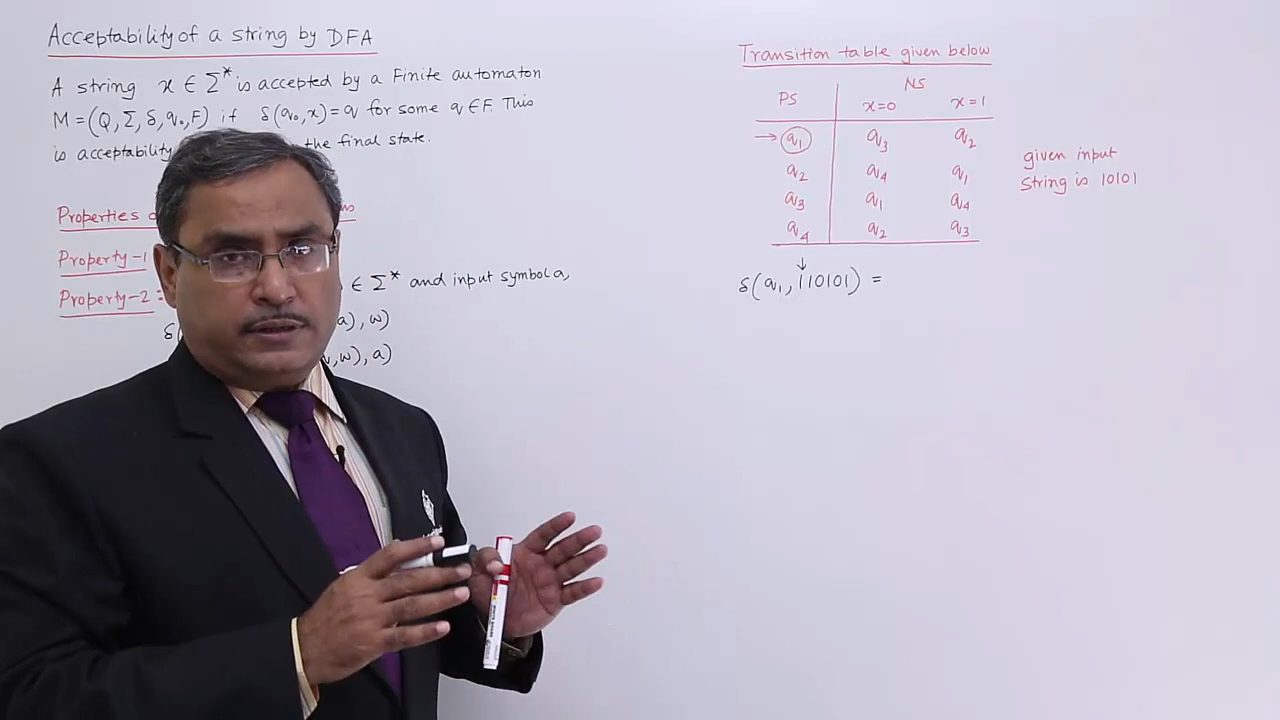 Acceptability of a string by DFA
A string x ∈ Σ* is accepted by a Finite automaton
M = (Q, Σ, δ, q₀, F) if δ(q₀, x) = q for some q ∈ F. This
is acceptability the final state.
Properties
Property-1
Property-2 = ∈ Σ* and input symbol a,
δ( a), w)
w), a)
Transition table given below
PS NS
x=0 x=1
→ q₁ q₃ q₂
q₂ q₄ q₁
q₃ q₁ q₄
q₄ q₂ q₃
given input
string is 10101
↓
δ(q₁, 110101) =